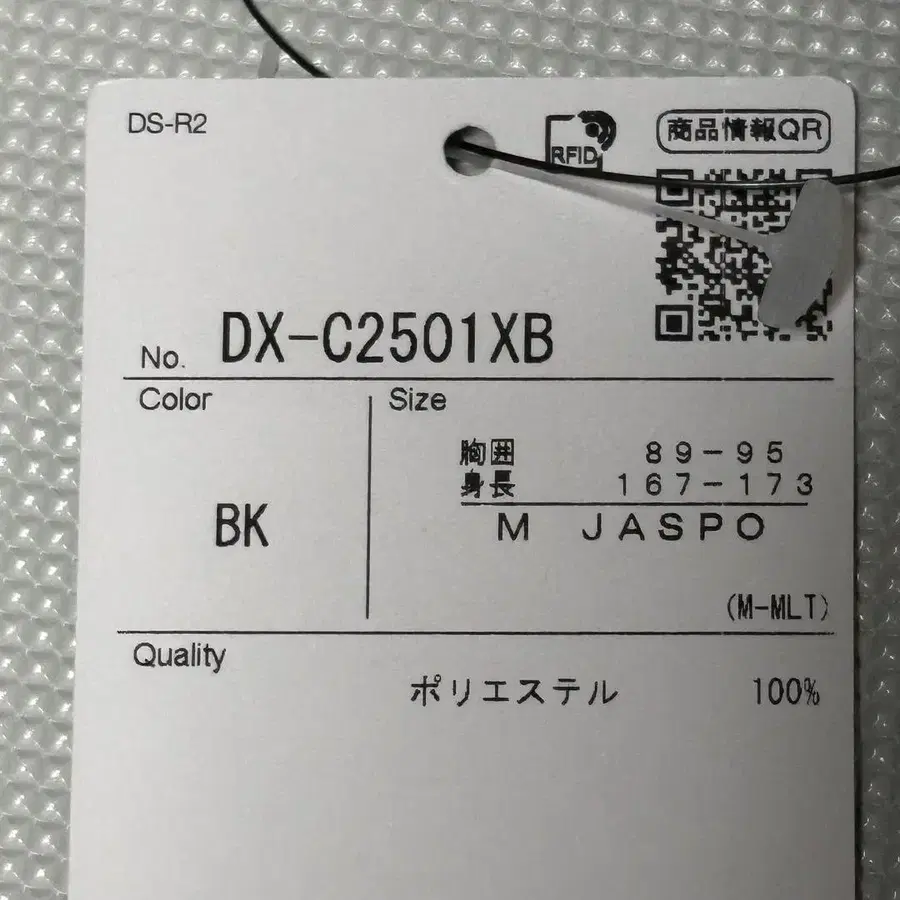 DS-R2
RFID
商品情報QR
No. DX-C2501XB
Color
Size
胸囲 89-95
身長 167-173
BK
M JASPO
(M-MLT)
Quality
ポリエステル 100%